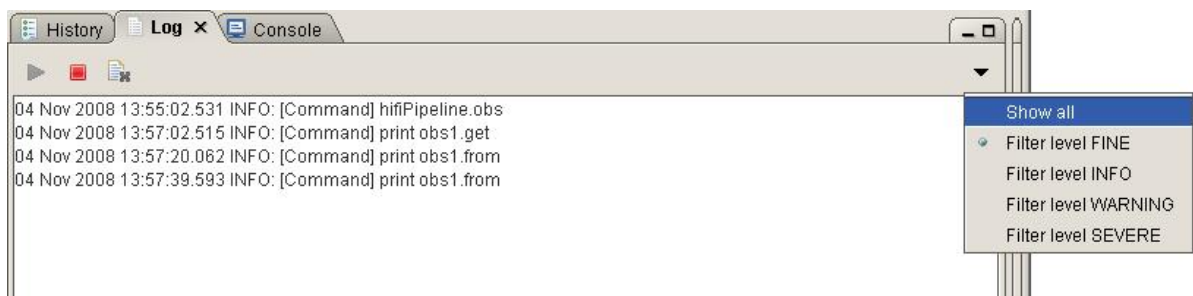 History Log Console
04 Nov 2008 13:55:02.531 INFO: [Command] hifiPipeline.obs
04 Nov 2008 13:57:02.515 INFO: [Command] print obs1.get
04 Nov 2008 13:57:20.062 INFO: [Command] print obs1.from
04 Nov 2008 13:57:39.593 INFO: [Command] print obs1.from
Show all
Filter level FINE
Filter level INFO
Filter level WARNING
Filter level SEVERE